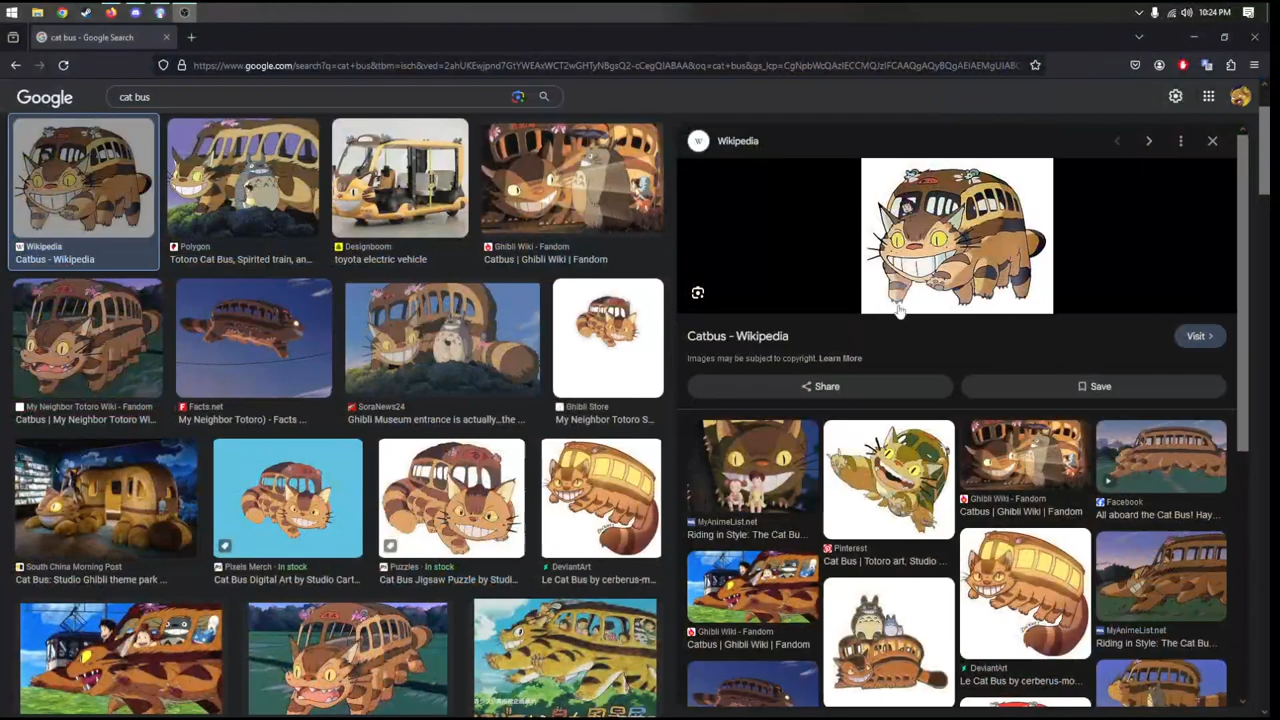 10:24 PM
cat bus - Google Search
https://www.google.com/search?q=cat+bus&tbm=isch&ved=2ahUKEwjpnd7GtYWEAxWCT2wGHTyNBgsQ2-cCegQIABAA&oq=cat+bus&gs_lcp=CgNpbWcQAzIECCMQJzIFCAAQgAQyBQgAEIAEMgUIABC
Google
cat bus
Wikipedia
Catbus - Wikipedia
Polygon
Totoro Cat Bus, Spirited train, an...
Designboom
toyota electric vehicle
Ghibli Wiki - Fandom
Catbus | Ghibli Wiki | Fandom
My Neighbor Totoro Wiki - Fandom
Catbus | My Neighbor Totoro Wi...
Facts.net
My Neighbor Totoro) - Facts ...
SoraNews24
Ghibli Museum entrance is actually...the ...
Ghibli Store
My Neighbor Totoro S...
South China Morning Post
Cat Bus: Studio Ghibli theme park ...
Pixels Merch - In stock
Cat Bus Digital Art by Studio Cart...
Puzzles - In stock
Cat Bus Jigsaw Puzzle by Studi...
DeviantArt
Le Cat Bus by cerberus-mo...
W
Wikipedia
Catbus - Wikipedia
Visit >
Images may be subject to copyright. Learn More
Share
Save
MyAnimeList.net
Riding in Style: The Cat Bu...
Pinterest
Cat Bus | Totoro art, Studio ...
Ghibli Wiki - Fandom
Catbus | Ghibli Wiki | Fandom
Facebook
All aboard the Cat Bus! Hay...
Ghibli Wiki - Fandom
Catbus | Ghibli Wiki | Fandom
DeviantArt
Le Cat Bus by cerberus-mo...
MyAnimeList.net
Riding in Style: The Cat Bu...